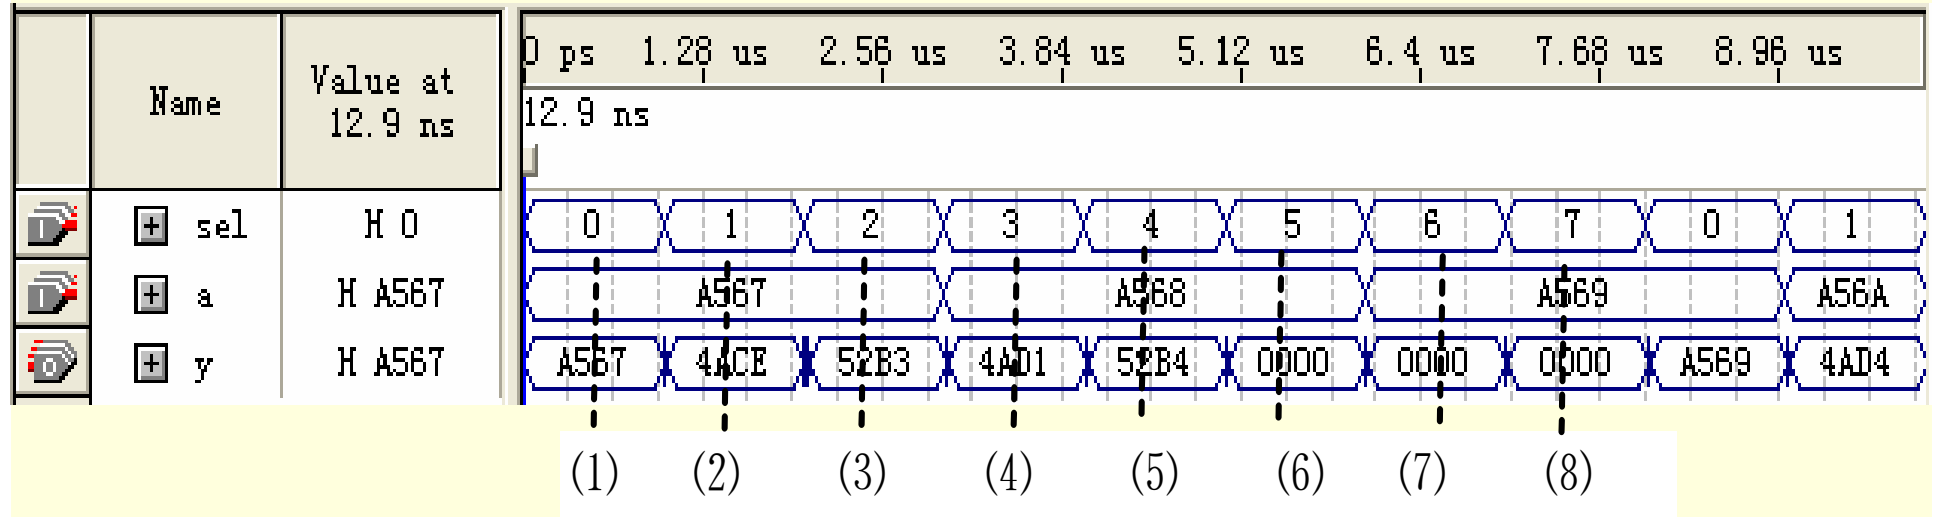 Name
Value at
12.9 ns
0 ps 1.28 us 2.56 us 3.84 us 5.12 us 6.4 us 7.68 us 8.96 us
12.9 ns
sel H 0 0 1 2 3 4 5 6 7 0 1
a H A567 A567 A568 A569 A56A
y H A567 A567 4ACE 52B3 4AD1 52B4 0000 0000 0000 A569 4AD4
(1) (2) (3) (4) (5) (6) (7) (8)